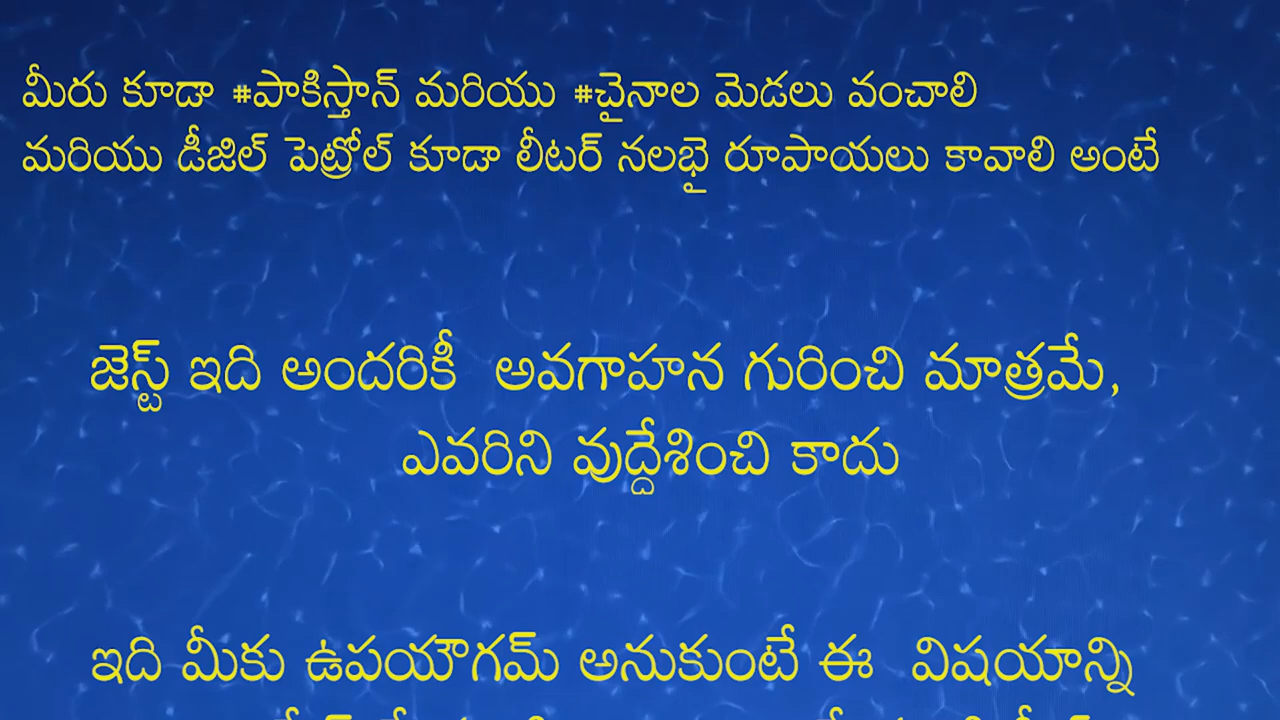 మీరు కూడా #పాకిస్తాన్ మరియు #చైనాల మెడలు వంచాలి
మరియు డీజిల్ పెట్రోల్ కూడా లీటర్ నలభై రూపాయలు కావాలి అంటే
జెస్ట్ ఇది అందరికీ అవగాహన గురించి మాత్రమే,
ఎవరిని వుద్దేశించి కాదు
ఇది మీకు ఉపయౌగమ్ అనుకుంటే ఈ విషయాన్ని